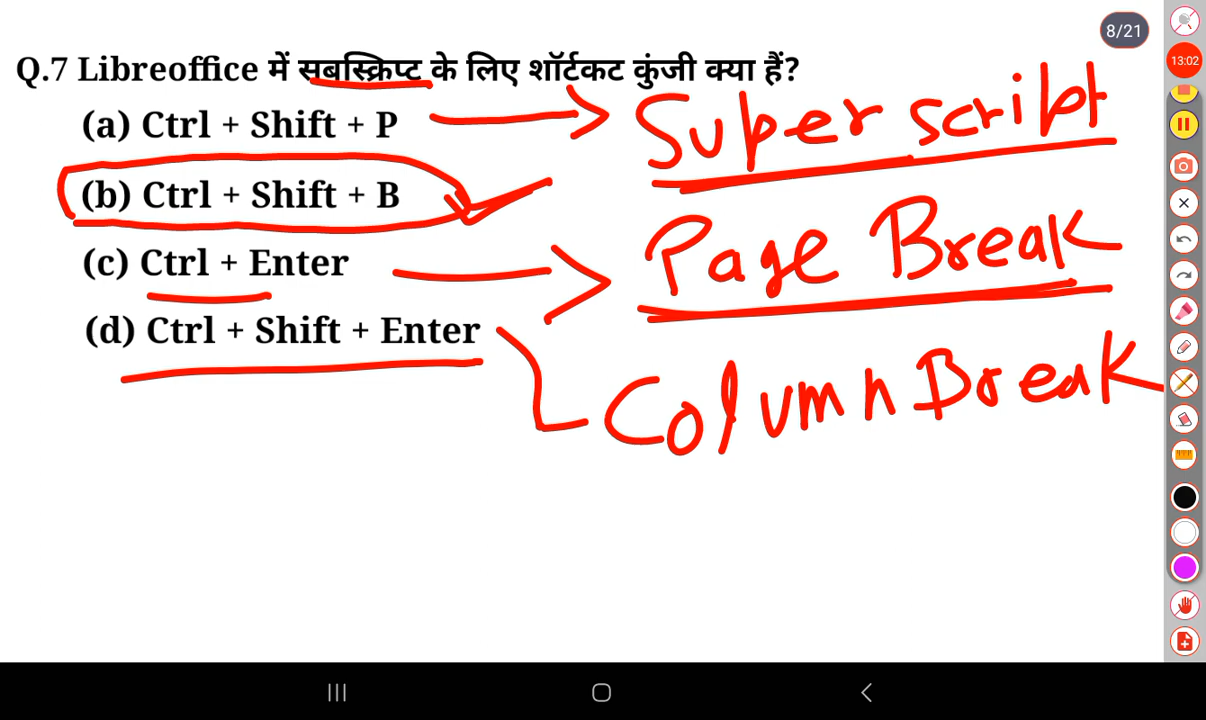 8/21
Q.7 Libreoffice में सबस्क्रिप्ट के लिए शॉर्टकट कुंजी क्या हैं?
13:02
(a) Ctrl + Shift + P
Super script
(b) Ctrl + Shift + B
(c) Ctrl + Enter
Page Break
(d) Ctrl + Shift + Enter
Column Break